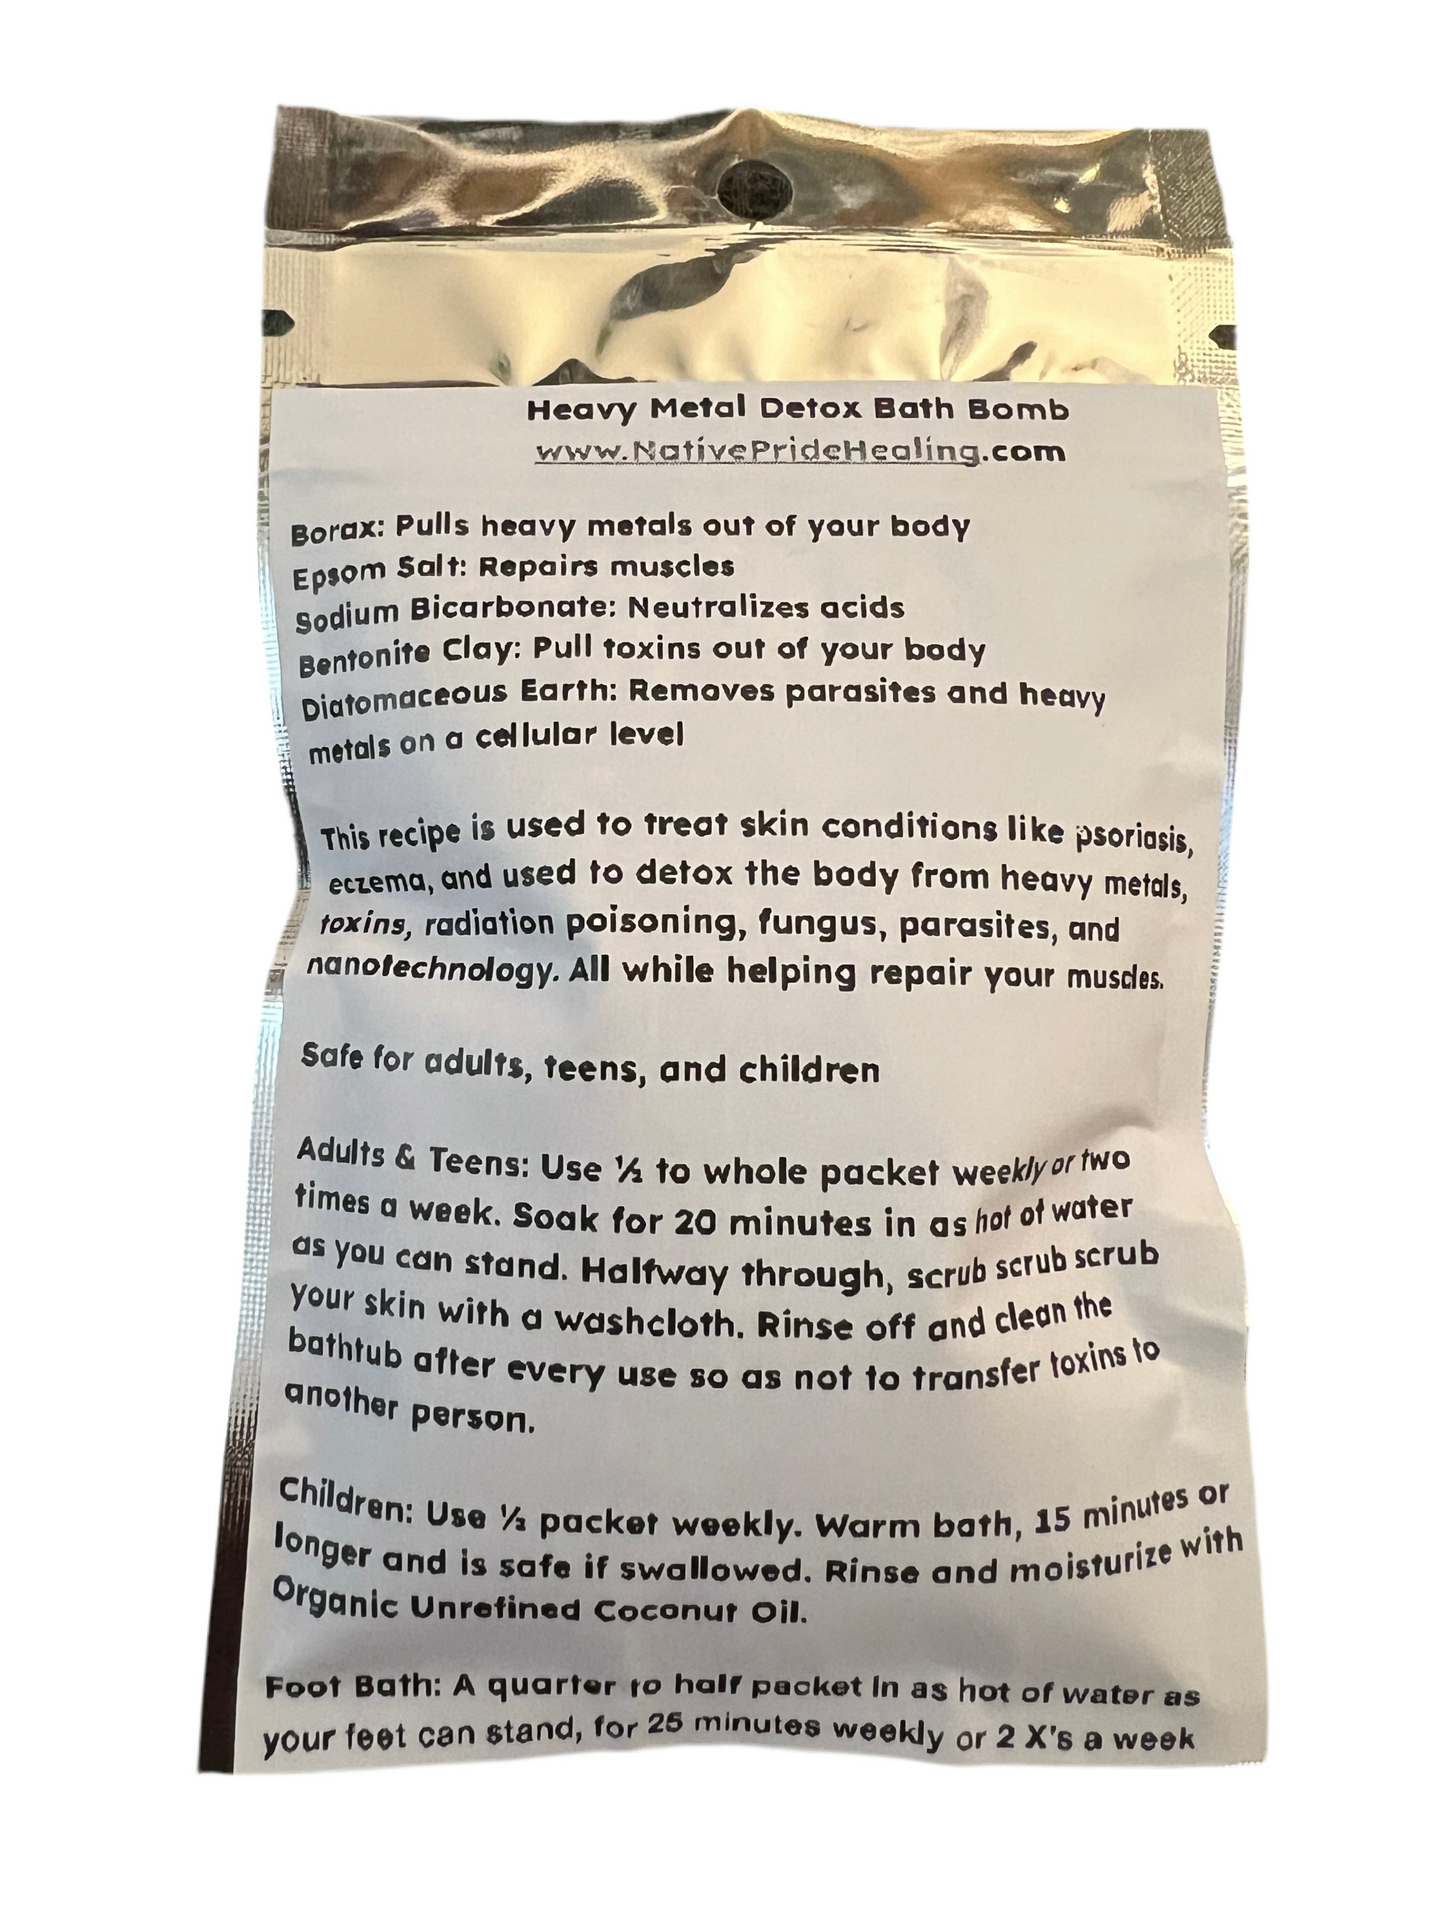 Heavy Metal Detox Bath Bomb
www.NativePrideHealing.com
Borax: Pulls heavy metals out of your body
Epsom Salt: Repairs muscles
Sodium Bicarbonate: Neutralizes acids
Bentonite Clay: Pull toxins out of your body
Diatomaceous Earth: Removes parasites and heavy
metals on a cellular level
This recipe is used to treat skin conditions like psoriasis,
eczema, and used to detox the body from heavy metals,
toxins, radiation poisoning, fungus, parasites, and
nanotechnology. All while helping repair your muscles.
Safe for adults, teens, and children
Adults & Teens: Use ½ to whole packet weekly or two
times a week. Soak for 20 minutes in as hot of water
as you can stand. Halfway through, scrub scrub scrub
your skin with a washcloth. Rinse off and clean the
bathtub after every use so as not to transfer toxins to
another person.
Children: Use ½ packet weekly. Warm bath, 15 minutes or
longer and is safe if swallowed. Rinse and moisturize with
Organic Unrefined Coconut Oil.
Foot Bath: A quarter to half packet in as hot of water as
your feet can stand, for 25 minutes weekly or 2 X's a week